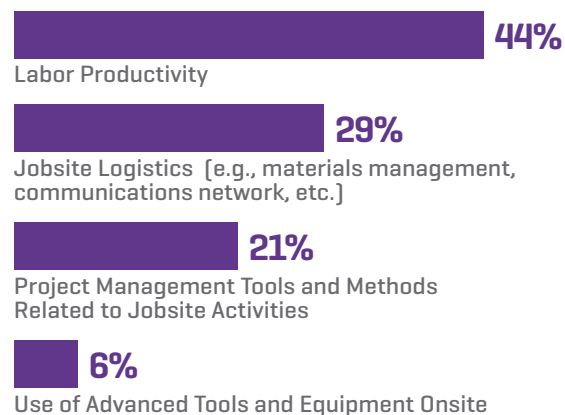 44%
Labor Productivity
29%
Jobsite Logistics (e.g., materials management,
communications network, etc.)
21%
Project Management Tools and Methods
Related to Jobsite Activities
6%
Use of Advanced Tools and Equipment Onsite